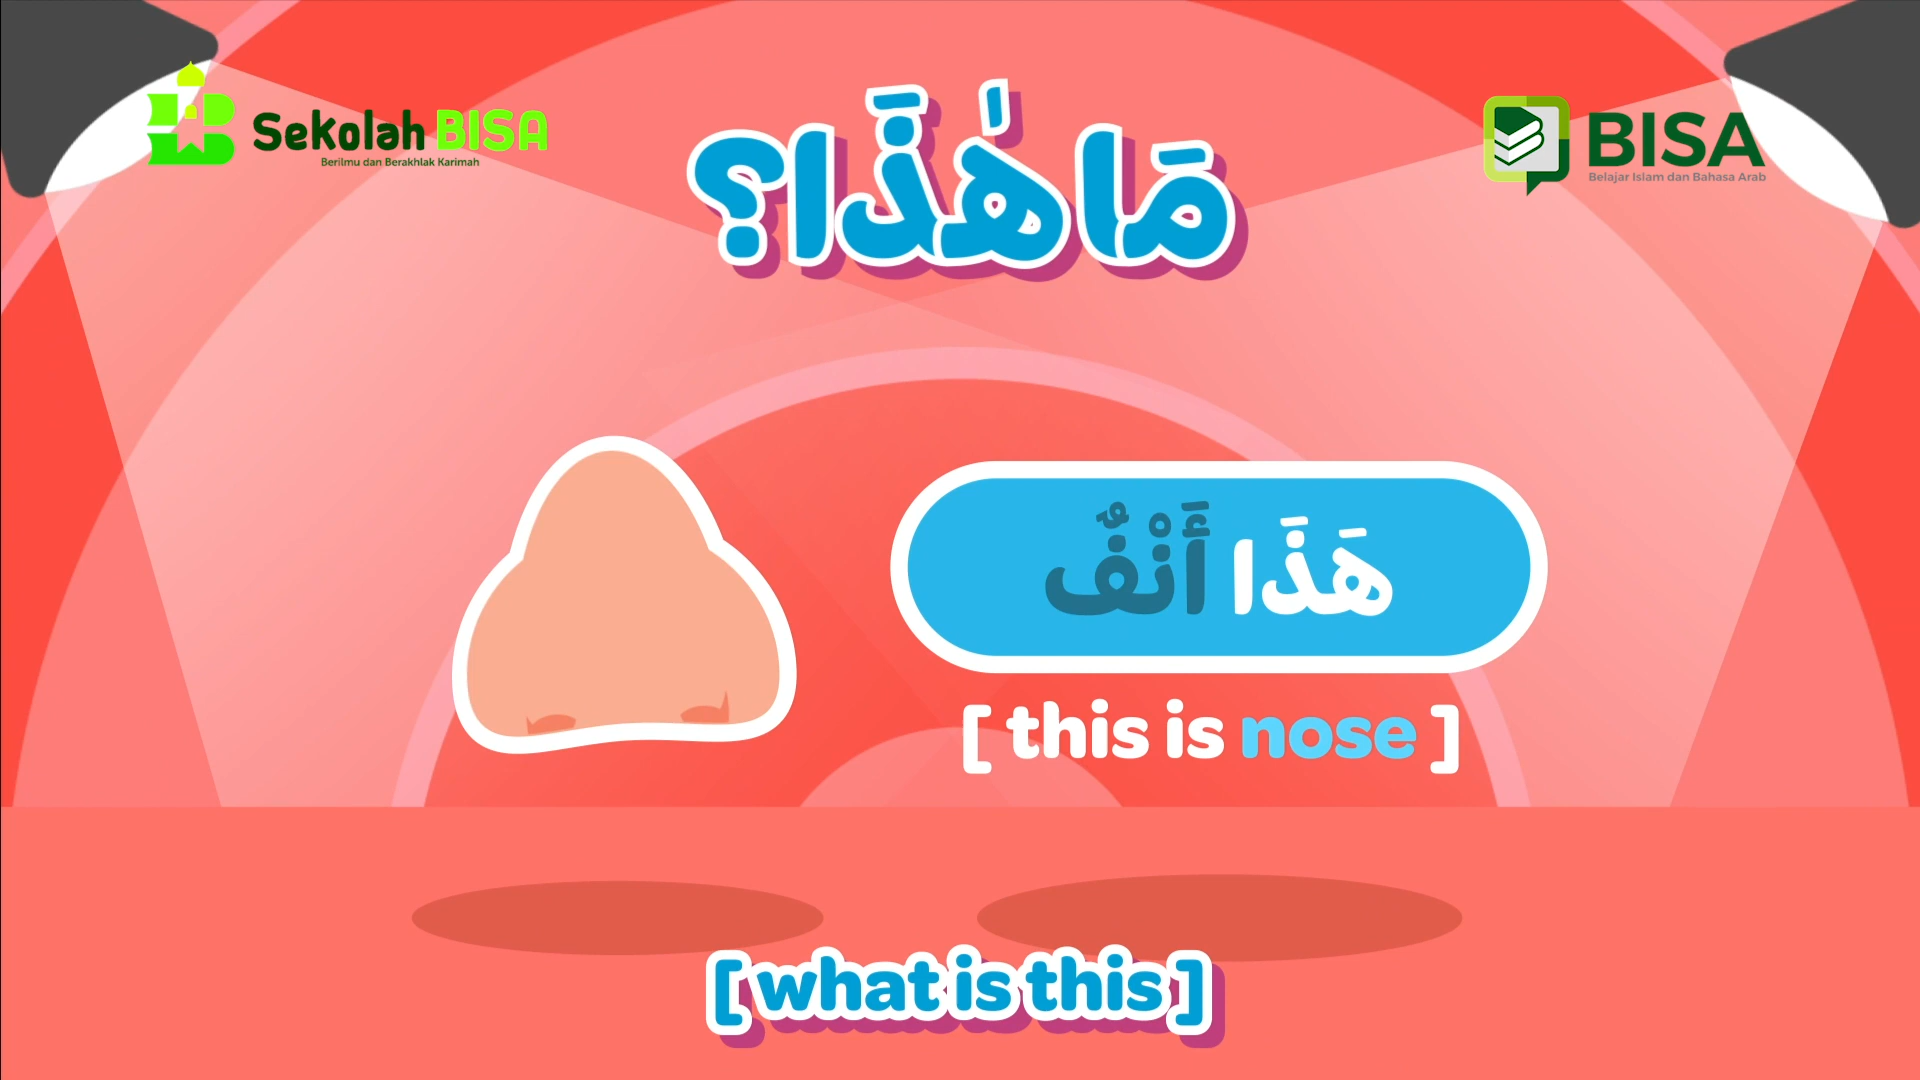 Sekolah BISA
Berilmu dan Berakhlak Karimah
مَا هٰذَا؟
BISA
Belajar Islam dan Bahasa Arab
هَذَا أَنْفٌ
[ this is nose ]
[ what is this ]